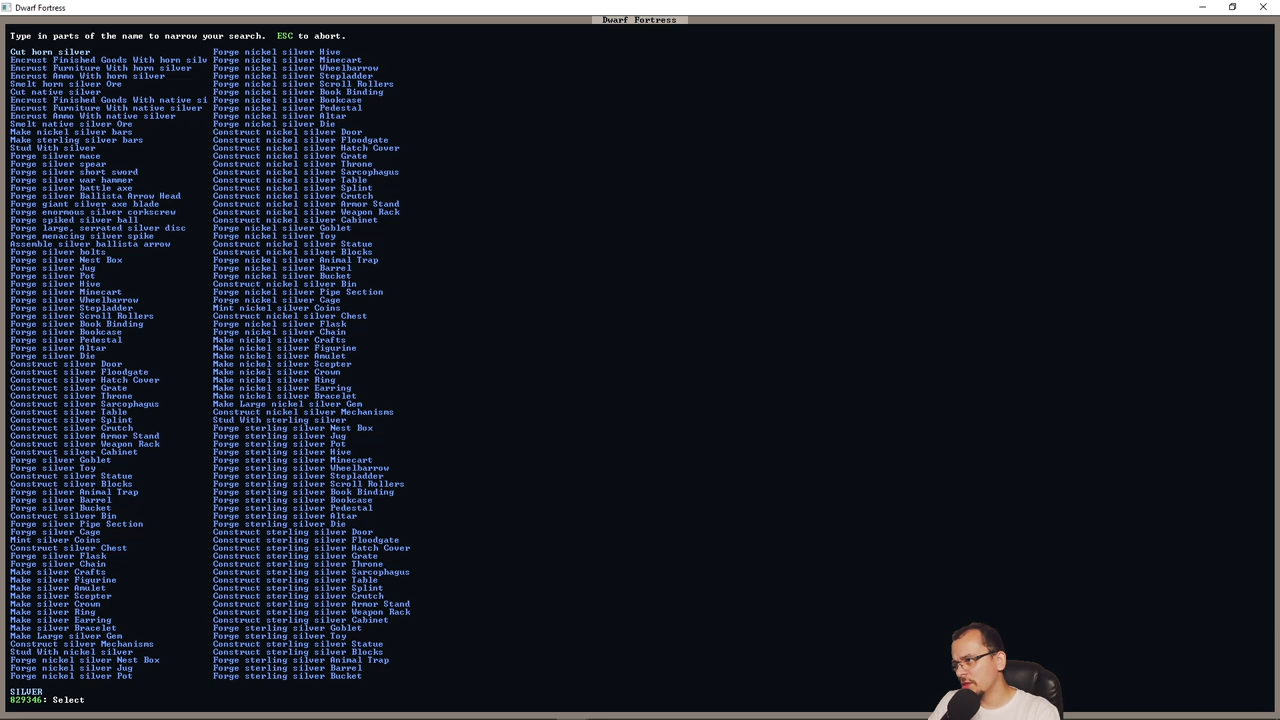 Dwarf Fortress
Dwarf Fortress
Type in parts of the name to narrow your search.  ESC to abort.
Cut horn silver
Encrust Finished Goods With horn silv
Encrust Furniture With horn silver
Encrust Ammo With horn silver
Smelt horn silver Ore
Cut native silver
Encrust Finished Goods With native si
Encrust Furniture With native silver
Encrust Ammo With native silver
Smelt native silver Ore
Make nickel silver bars
Make sterling silver bars
Stud With silver
Forge silver mace
Forge silver spear
Forge silver short sword
Forge silver war hammer
Forge silver battle axe
Forge silver Ballista Arrow Head
Forge giant silver axe blade
Forge enormous silver corkscrew
Forge spiked silver ball
Forge large, serrated silver disc
Forge menacing silver spike
Assemble silver ballista arrow
Forge silver bolts
Forge silver Nest Box
Forge silver Jug
Forge silver Pot
Forge silver Hive
Forge silver Minecart
Forge silver Wheelbarrow
Forge silver Stepladder
Forge silver Scroll Rollers
Forge silver Book Binding
Forge silver Bookcase
Forge silver Pedestal
Forge silver Altar
Forge silver Die
Construct silver Door
Construct silver Floodgate
Construct silver Hatch Cover
Construct silver Grate
Construct silver Throne
Construct silver Sarcophagus
Construct silver Table
Construct silver Splint
Construct silver Crutch
Construct silver Armor Stand
Construct silver Weapon Rack
Construct silver Cabinet
Forge silver Goblet
Forge silver Toy
Construct silver Statue
Construct silver Blocks
Forge silver Animal Trap
Forge silver Barrel
Forge silver Bucket
Construct silver Bin
Forge silver Pipe Section
Forge silver Cage
Mint silver Coins
Construct silver Chest
Forge silver Flask
Forge silver Chain
Make silver Crafts
Make silver Figurine
Make silver Amulet
Make silver Scepter
Make silver Crown
Make silver Ring
Make silver Earring
Make silver Bracelet
Make Large silver Gem
Construct silver Mechanisms
Stud With nickel silver
Forge nickel silver Nest Box
Forge nickel silver Jug
Forge nickel silver Pot
Forge nickel silver Hive
Forge nickel silver Minecart
Forge nickel silver Wheelbarrow
Forge nickel silver Stepladder
Forge nickel silver Scroll Rollers
Forge nickel silver Book Binding
Forge nickel silver Bookcase
Forge nickel silver Pedestal
Forge nickel silver Altar
Forge nickel silver Die
Construct nickel silver Door
Construct nickel silver Floodgate
Construct nickel silver Hatch Cover
Construct nickel silver Grate
Construct nickel silver Throne
Construct nickel silver Sarcophagus
Construct nickel silver Table
Construct nickel silver Splint
Construct nickel silver Crutch
Construct nickel silver Armor Stand
Construct nickel silver Weapon Rack
Construct nickel silver Cabinet
Forge nickel silver Goblet
Forge nickel silver Toy
Construct nickel silver Statue
Construct nickel silver Blocks
Forge nickel silver Animal Trap
Forge nickel silver Barrel
Forge nickel silver Bucket
Construct nickel silver Bin
Forge nickel silver Pipe Section
Forge nickel silver Cage
Mint nickel silver Coins
Construct nickel silver Chest
Forge nickel silver Flask
Forge nickel silver Chain
Make nickel silver Crafts
Make nickel silver Figurine
Make nickel silver Amulet
Make nickel silver Scepter
Make nickel silver Crown
Make nickel silver Ring
Make nickel silver Earring
Make nickel silver Bracelet
Make Large nickel silver Gem
Construct nickel silver Mechanisms
Stud With sterling silver
Forge sterling silver Nest Box
Forge sterling silver Jug
Forge sterling silver Pot
Forge sterling silver Hive
Forge sterling silver Minecart
Forge sterling silver Wheelbarrow
Forge sterling silver Stepladder
Forge sterling silver Scroll Rollers
Forge sterling silver Book Binding
Forge sterling silver Bookcase
Forge sterling silver Pedestal
Forge sterling silver Altar
Forge sterling silver Die
Construct sterling silver Door
Construct sterling silver Floodgate
Construct sterling silver Hatch Cover
Construct sterling silver Grate
Construct sterling silver Throne
Construct sterling silver Sarcophagus
Construct sterling silver Table
Construct sterling silver Splint
Construct sterling silver Crutch
Construct sterling silver Armor Stand
Construct sterling silver Weapon Rack
Construct sterling silver Cabinet
Forge sterling silver Goblet
Forge sterling silver Toy
Construct sterling silver Statue
Construct sterling silver Blocks
Forge sterling silver Animal Trap
Forge sterling silver Barrel
Forge sterling silver Bucket
SILVER
829346: Select